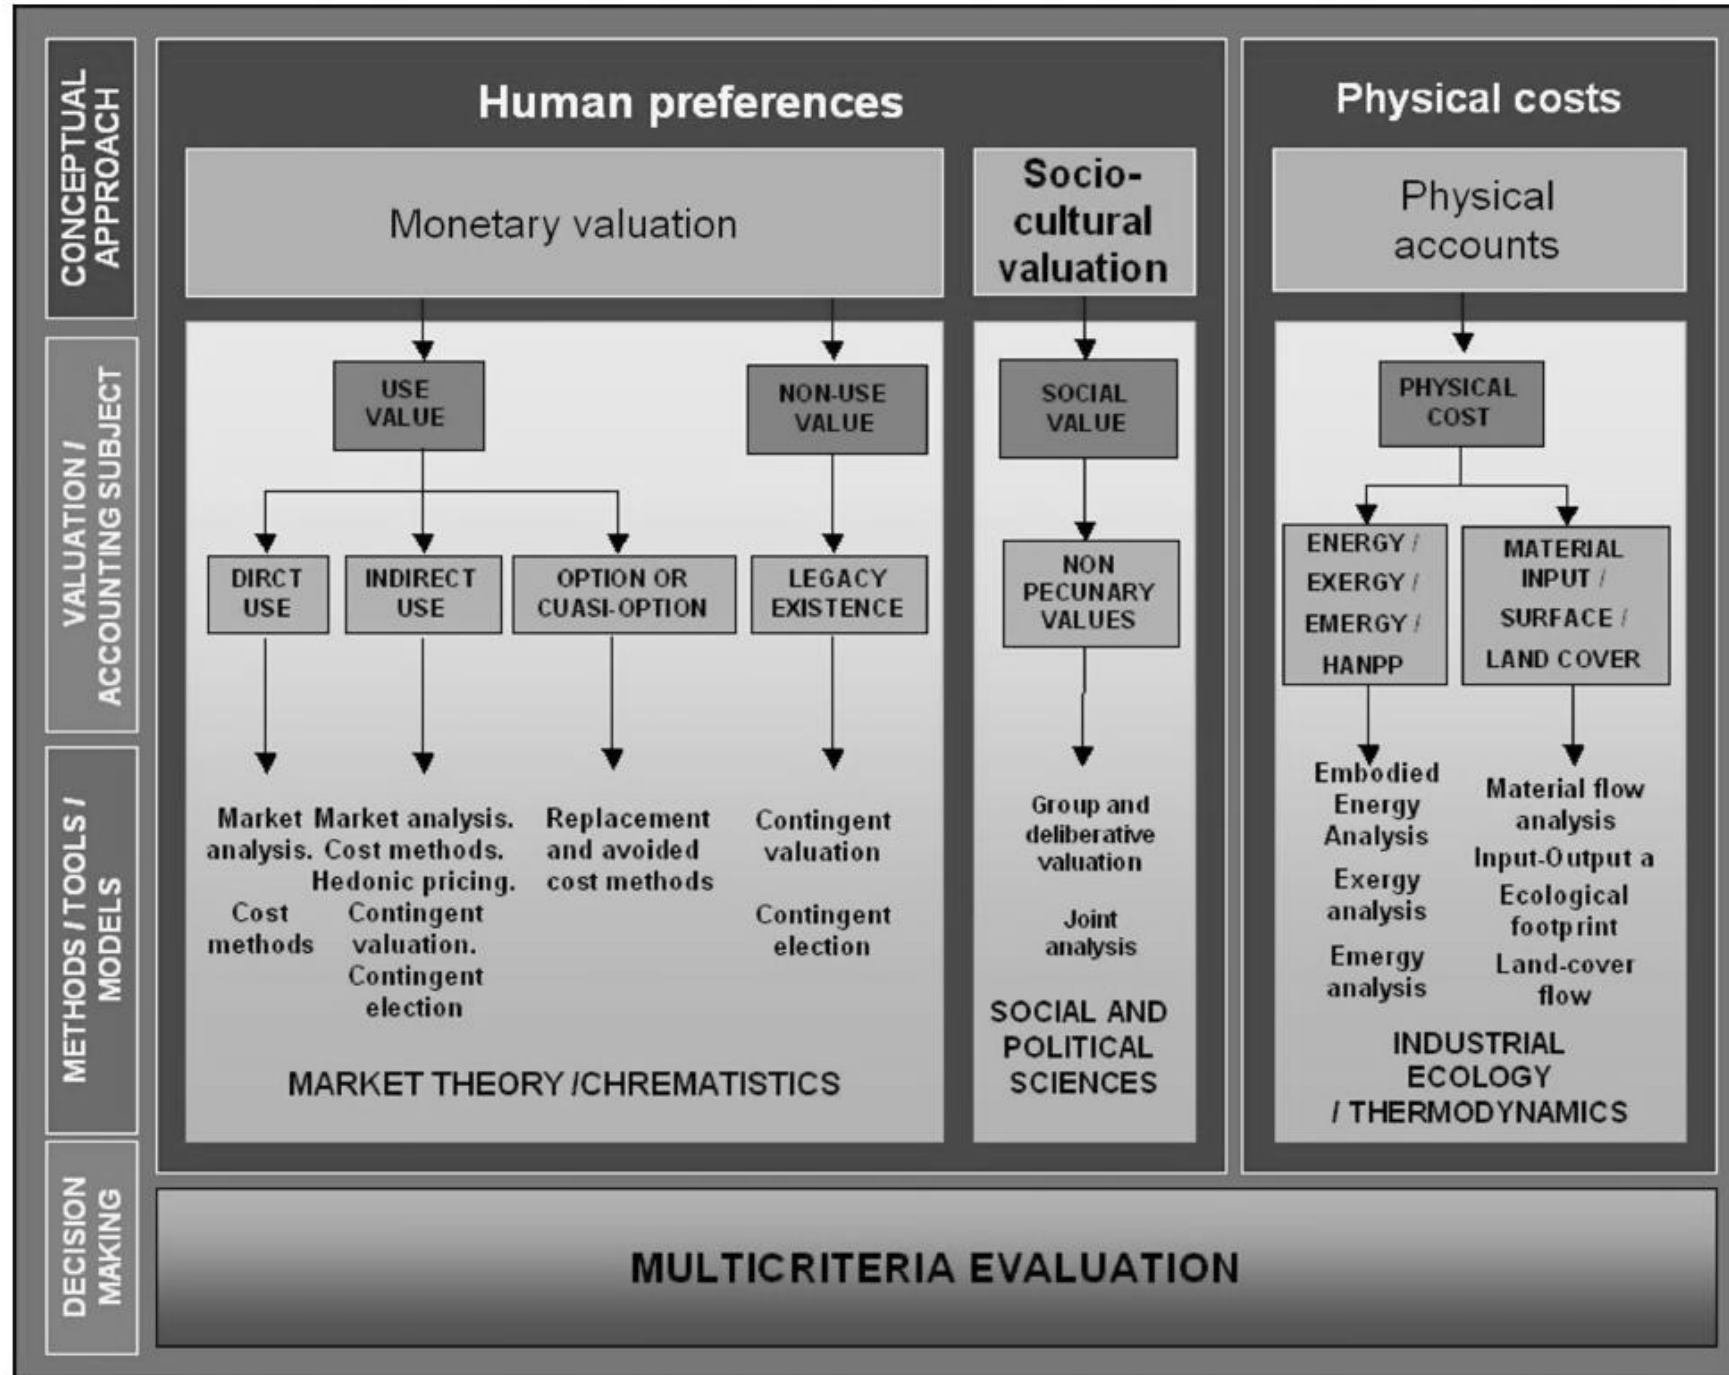 CONCEPTUAL
APPROACH
Human preferences
Physical costs
Monetary valuation
Socio-
cultural
valuation
Physical
accounts
VALUATION /
ACCOUNTING SUBJECT
USE
VALUE
NON-USE
VALUE
SOCIAL
VALUE
PHYSICAL
COST
DIRCT
USE
INDIRECT
USE
OPTION OR
CUASI-OPTION
LEGACY
EXISTENCE
NON
PECUNARY
VALUES
ENERGY /
EXERGY /
EMERGY /
HANPP
MATERIAL
INPUT /
SURFACE /
LAND COVER
METHODS / TOOLS /
MODELS
Market
analysis.
Cost
methods
Market analysis.
Cost methods.
Hedonic pricing.
Contingent
valuation.
Contingent
election
Replacement
and avoided
cost methods
Contingent
valuation
Contingent
election
MARKET THEORY /CHREMATISTICS
Group and
deliberative
valuation
Joint
analysis
SOCIAL AND
POLITICAL
SCIENCES
Embodied
Energy
Analysis
Exergy
analysis
Emergy
analysis
Material flow
analysis
Input-Output a
Ecological
footprint
Land-cover
flow
INDUSTRIAL
ECOLOGY
/ THERMODYNAMICS
DECISION
MAKING
MULTICRITERIA EVALUATION